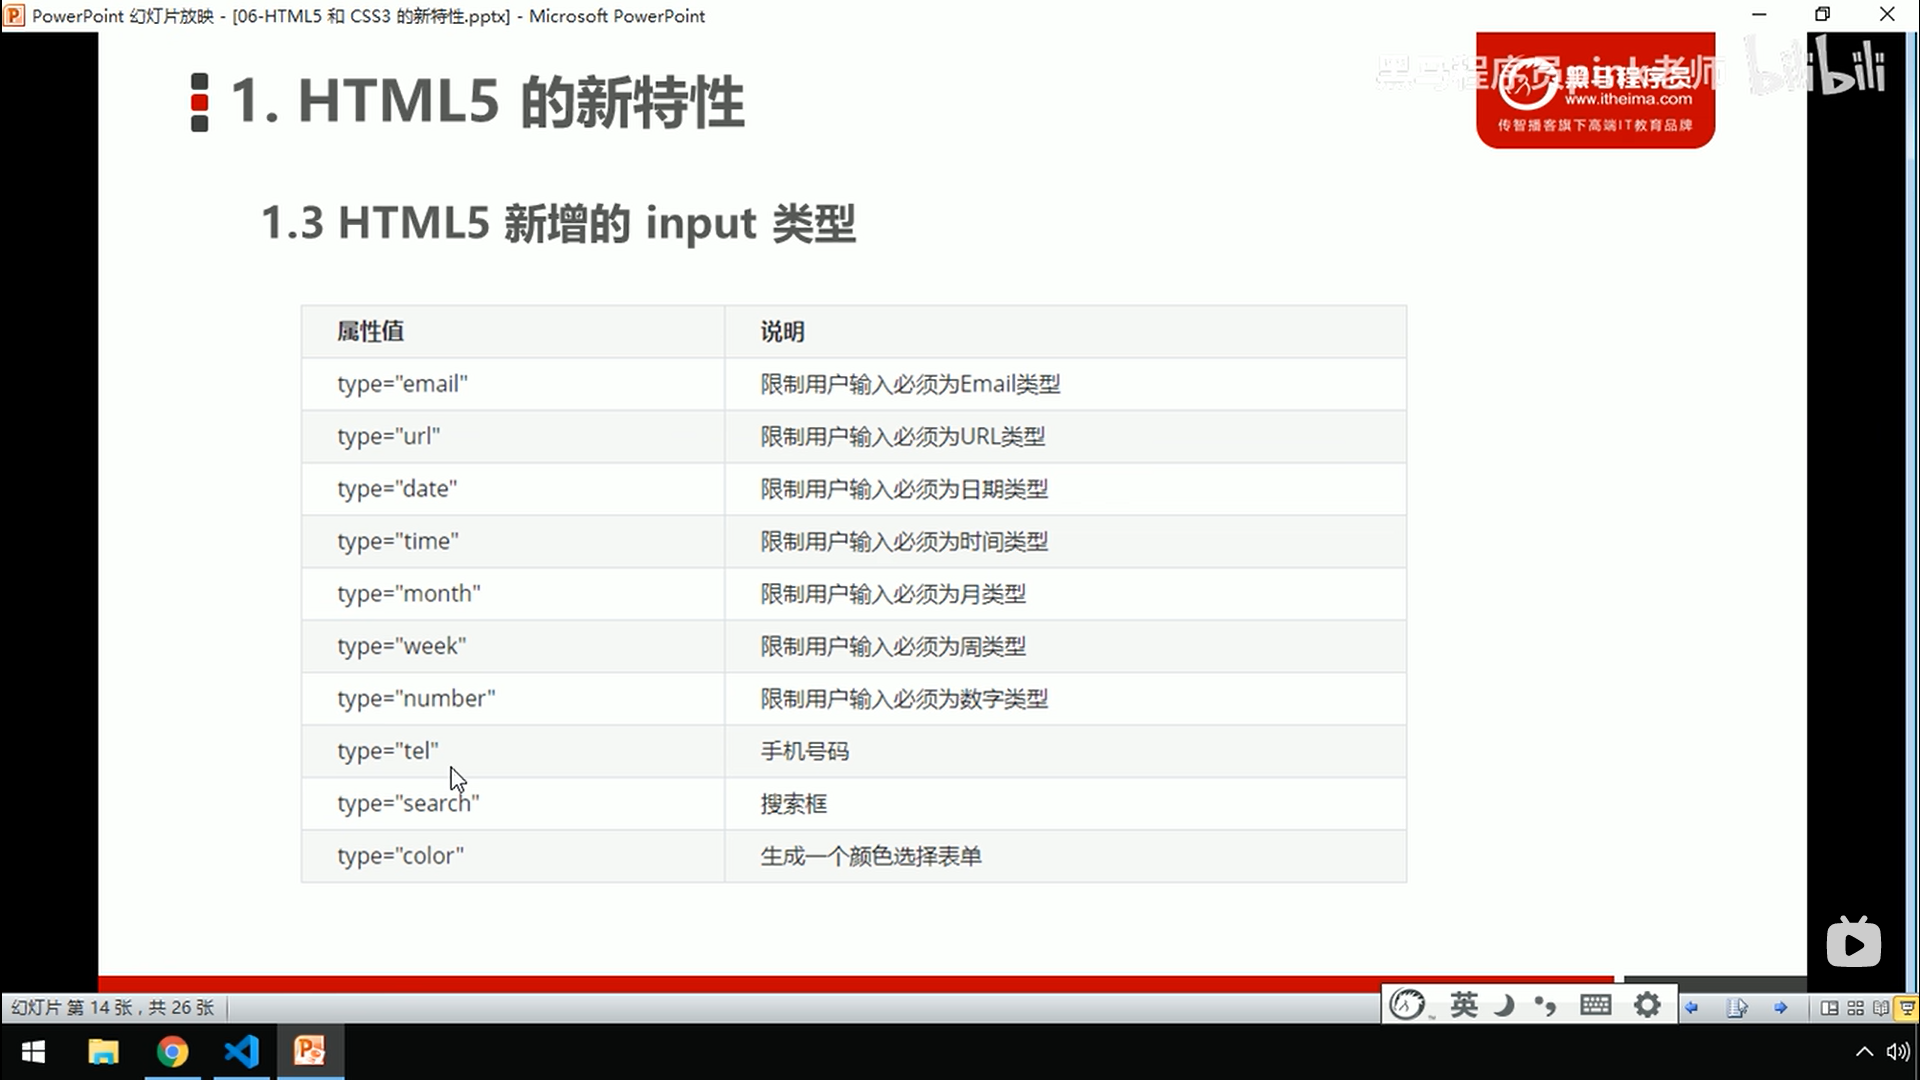 PowerPoint 幻灯片放映 - [06-HTML5 和 CSS3 的新特性.pptx] - Microsoft PowerPoint
1. HTML5 的新特性
黑马程序员pink老师
bilibili
黑马程序员
www.itheima.com
传智播客旗下高端IT教育品牌
1.3 HTML5 新增的 input 类型
属性值 说明
type="email" 限制用户输入必须为Email类型
type="url" 限制用户输入必须为URL类型
type="date" 限制用户输入必须为日期类型
type="time" 限制用户输入必须为时间类型
type="month" 限制用户输入必须为月类型
type="week" 限制用户输入必须为周类型
type="number" 限制用户输入必须为数字类型
type="tel" 手机号码
type="search" 搜索框
type="color" 生成一个颜色选择表单
幻灯片 第 14 张，共 26 张
英